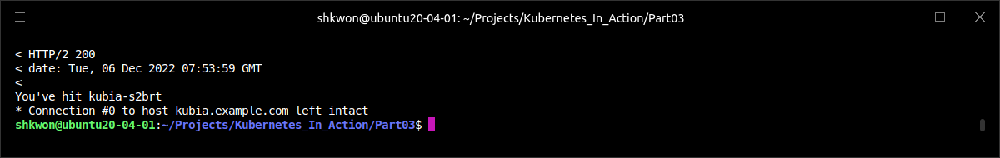 shkwon@ubuntu20-04-01: ~/Projects/Kubernetes_In_Action/Part03
< HTTP/2 200
< date: Tue, 06 Dec 2022 07:53:59 GMT
<
You've hit kubia-s2brt
* Connection #0 to host kubia.example.com left intact
shkwon@ubuntu20-04-01:~/Projects/Kubernetes_In_Action/Part03$